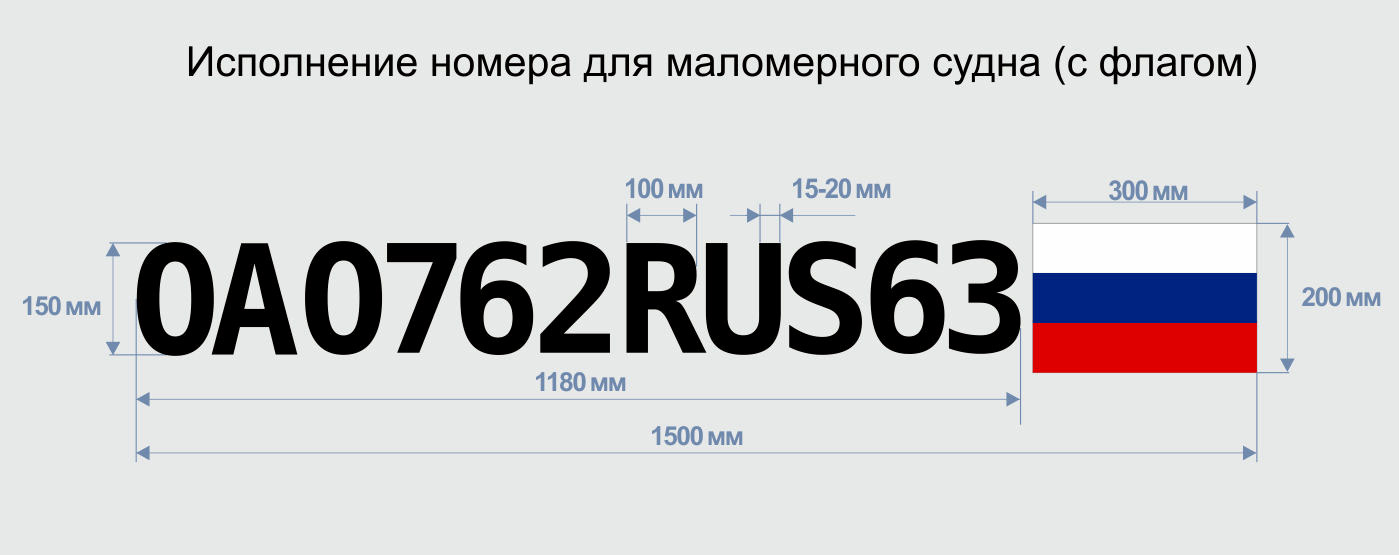 Исполнение номера для маломерного судна (с флагом)
100 мм
15-20 мм
300 мм
150 мм
ОА0762RUS63
200 мм
1180 мм
1500 мм